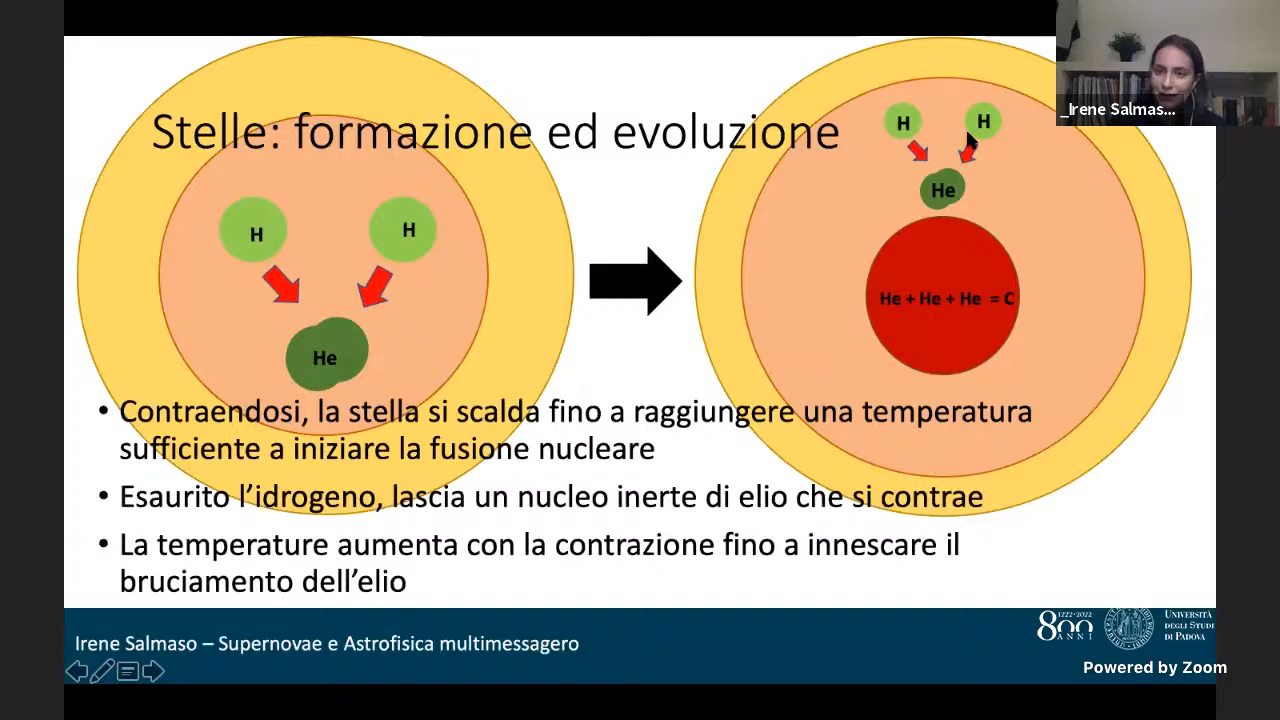 _Irene Salmas...
Stelle: formazione ed evoluzione
H
H
He
H
H
He
He + He + He = C
• Contraendosi, la stella si scalda fino a raggiungere una temperatura
sufficiente a iniziare la fusione nucleare
• Esaurito l’idrogeno, lascia un nucleo inerte di elio che si contrae
• La temperature aumenta con la contrazione fino a innescare il
bruciamento dell’elio
Irene Salmaso – Supernovae e Astrofisica multimessagero
1222·2022
800
ANNI
UNIVERSITÀ
DEGLI STUDI
DI PADOVA
Powered by Zoom